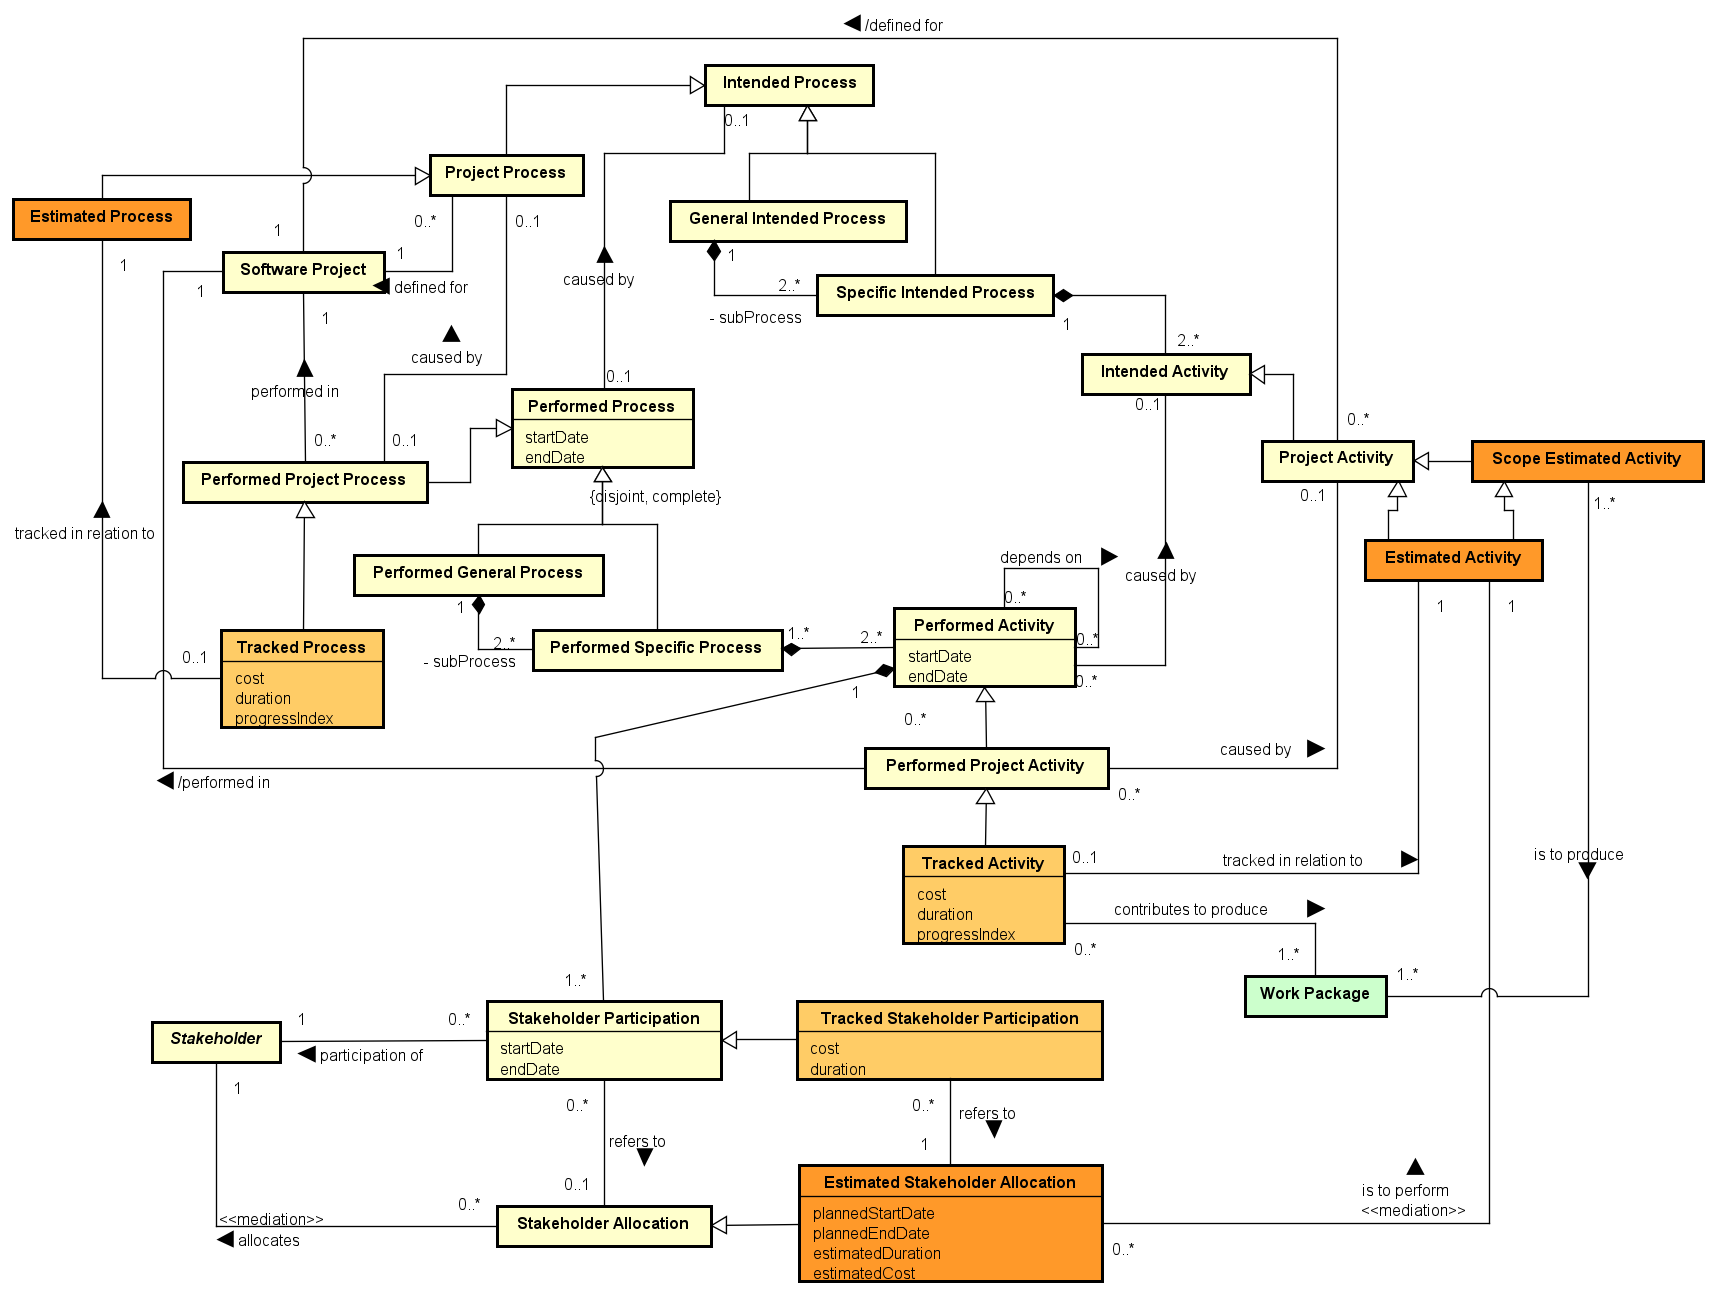 /defined for
Intended Process
0..1
Project Process
Estimated Process
0..*
0..1
General Intended Process
1
1
1
1
Software Project
caused by
2..*
Specific Intended Process
1
defined for
- subProcess
1
1
2..*
caused by
Intended Activity
performed in
0..1
0..1
Performed Process
startDate
endDate
0..*
0..*
0..1
Project Activity
Scope Estimated Activity
Performed Project Process
{disjoint, complete}
0..1
1..*
tracked in relation to
depends on
Estimated Activity
Performed General Process
caused by
0..*
1
1
1
Performed Activity
startDate
endDate
1..*
2..*
0..*
2..*
Performed Specific Process
- subProcess
Tracked Process
cost
duration
progressIndex
0..1
0..*
1
0..*
caused by
Performed Project Activity
/performed in
0..*
Tracked Activity
cost
duration
progressIndex
0..1
tracked in relation to
is to produce
contributes to produce
0..*
1..*
1..*
1..*
Work Package
Stakeholder
1
0..*
participation of
Stakeholder Participation
startDate
endDate
Tracked Stakeholder Participation
cost
duration
1
0..*
0..*
refers to
refers to
1
0..1
Estimated Stakeholder Allocation
plannedStartDate
plannedEndDate
estimatedDuration
estimatedCost
is to perform
<<mediation>>
0..*
<<mediation>>
allocates
Stakeholder Allocation
0..*